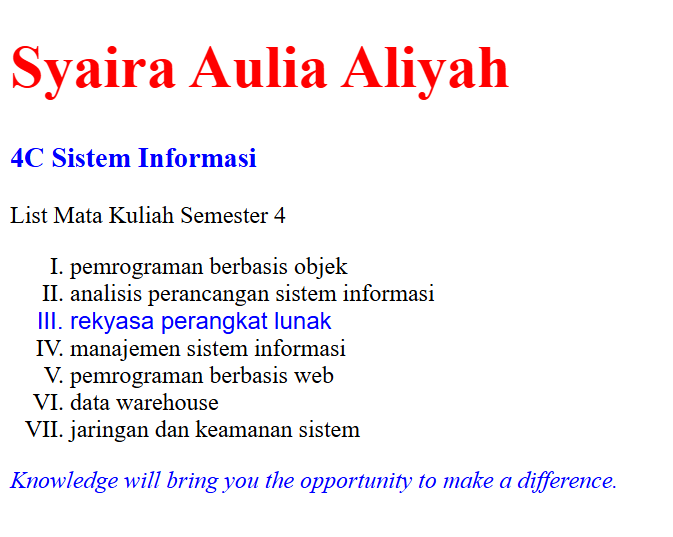 Syaira Aulia Aliyah
4C Sistem Informasi
List Mata Kuliah Semester 4
I. pemrograman berbasis objek
II. analisis perancangan sistem informasi
III. rekyasa perangkat lunak
IV. manajemen sistem informasi
V. pemrograman berbasis web
VI. data warehouse
VII. jaringan dan keamanan sistem
Knowledge will bring you the opportunity to make a difference.